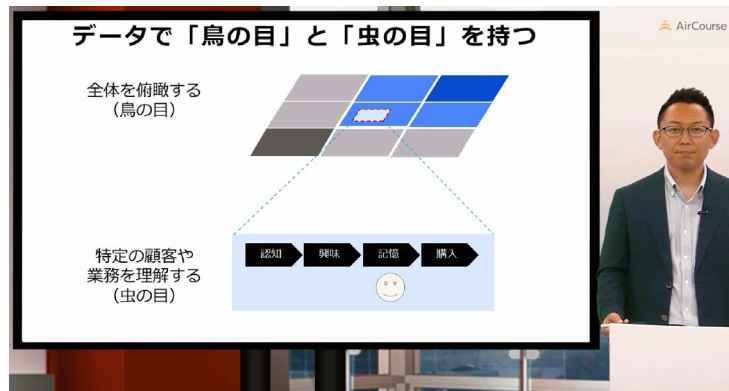 データで「鳥の目」と「虫の目」を持つ
AirCourse
全体を俯瞰する
（鳥の目）
特定の顧客や
業務を理解する
（虫の目）
認知
興味
記憶
購入